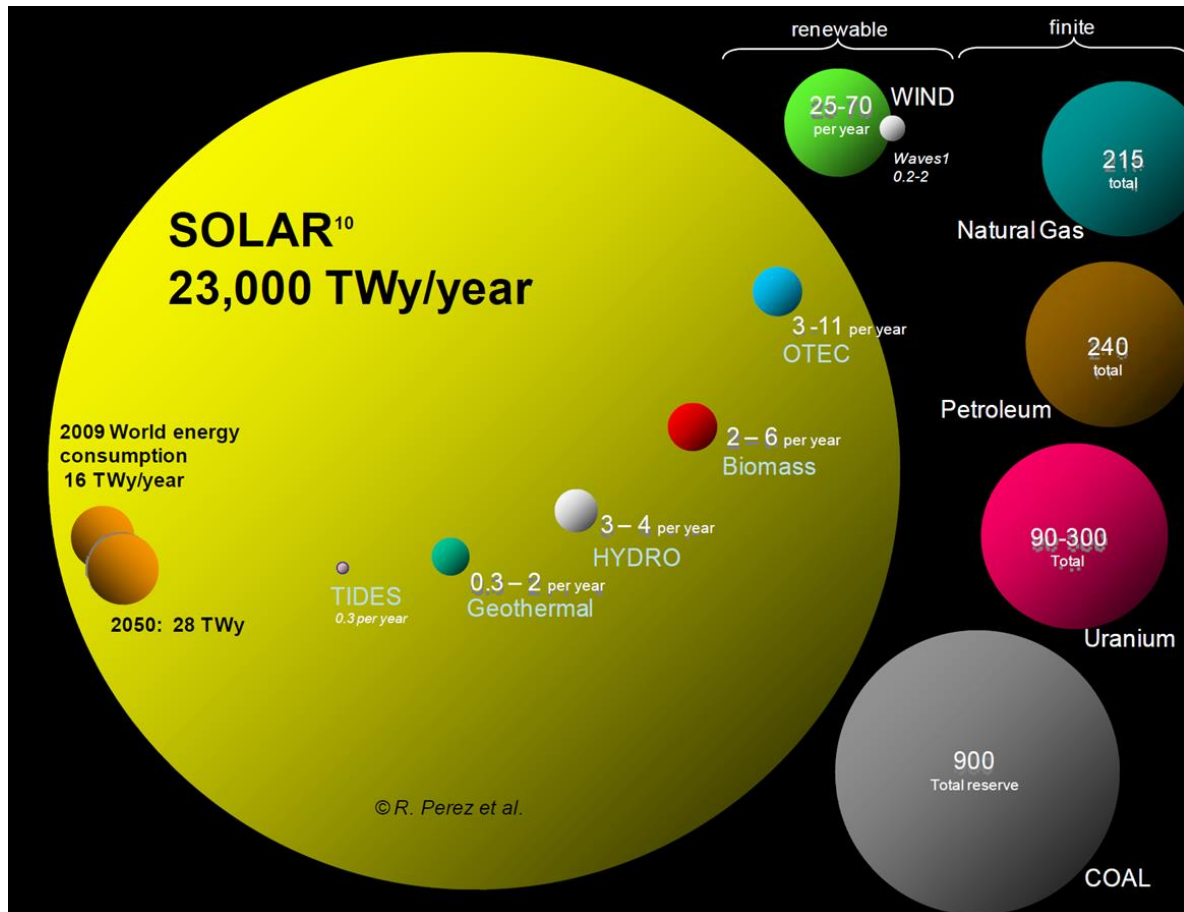 renewable
finite
25-70
per year
WIND
Waves1
0.2-2
215
total
Natural Gas
SOLAR10
23,000 TWy/year
3 -11 per year
OTEC
240
total
Petroleum
2 – 6 per year
Biomass
2009 World energy
consumption
16 TWy/year
3 – 4 per year
HYDRO
90-300
Total
Uranium
0.3 – 2 per year
Geothermal
TIDES
0.3 per year
2050: 28 TWy
900
Total reserve
COAL
© R. Perez et al.